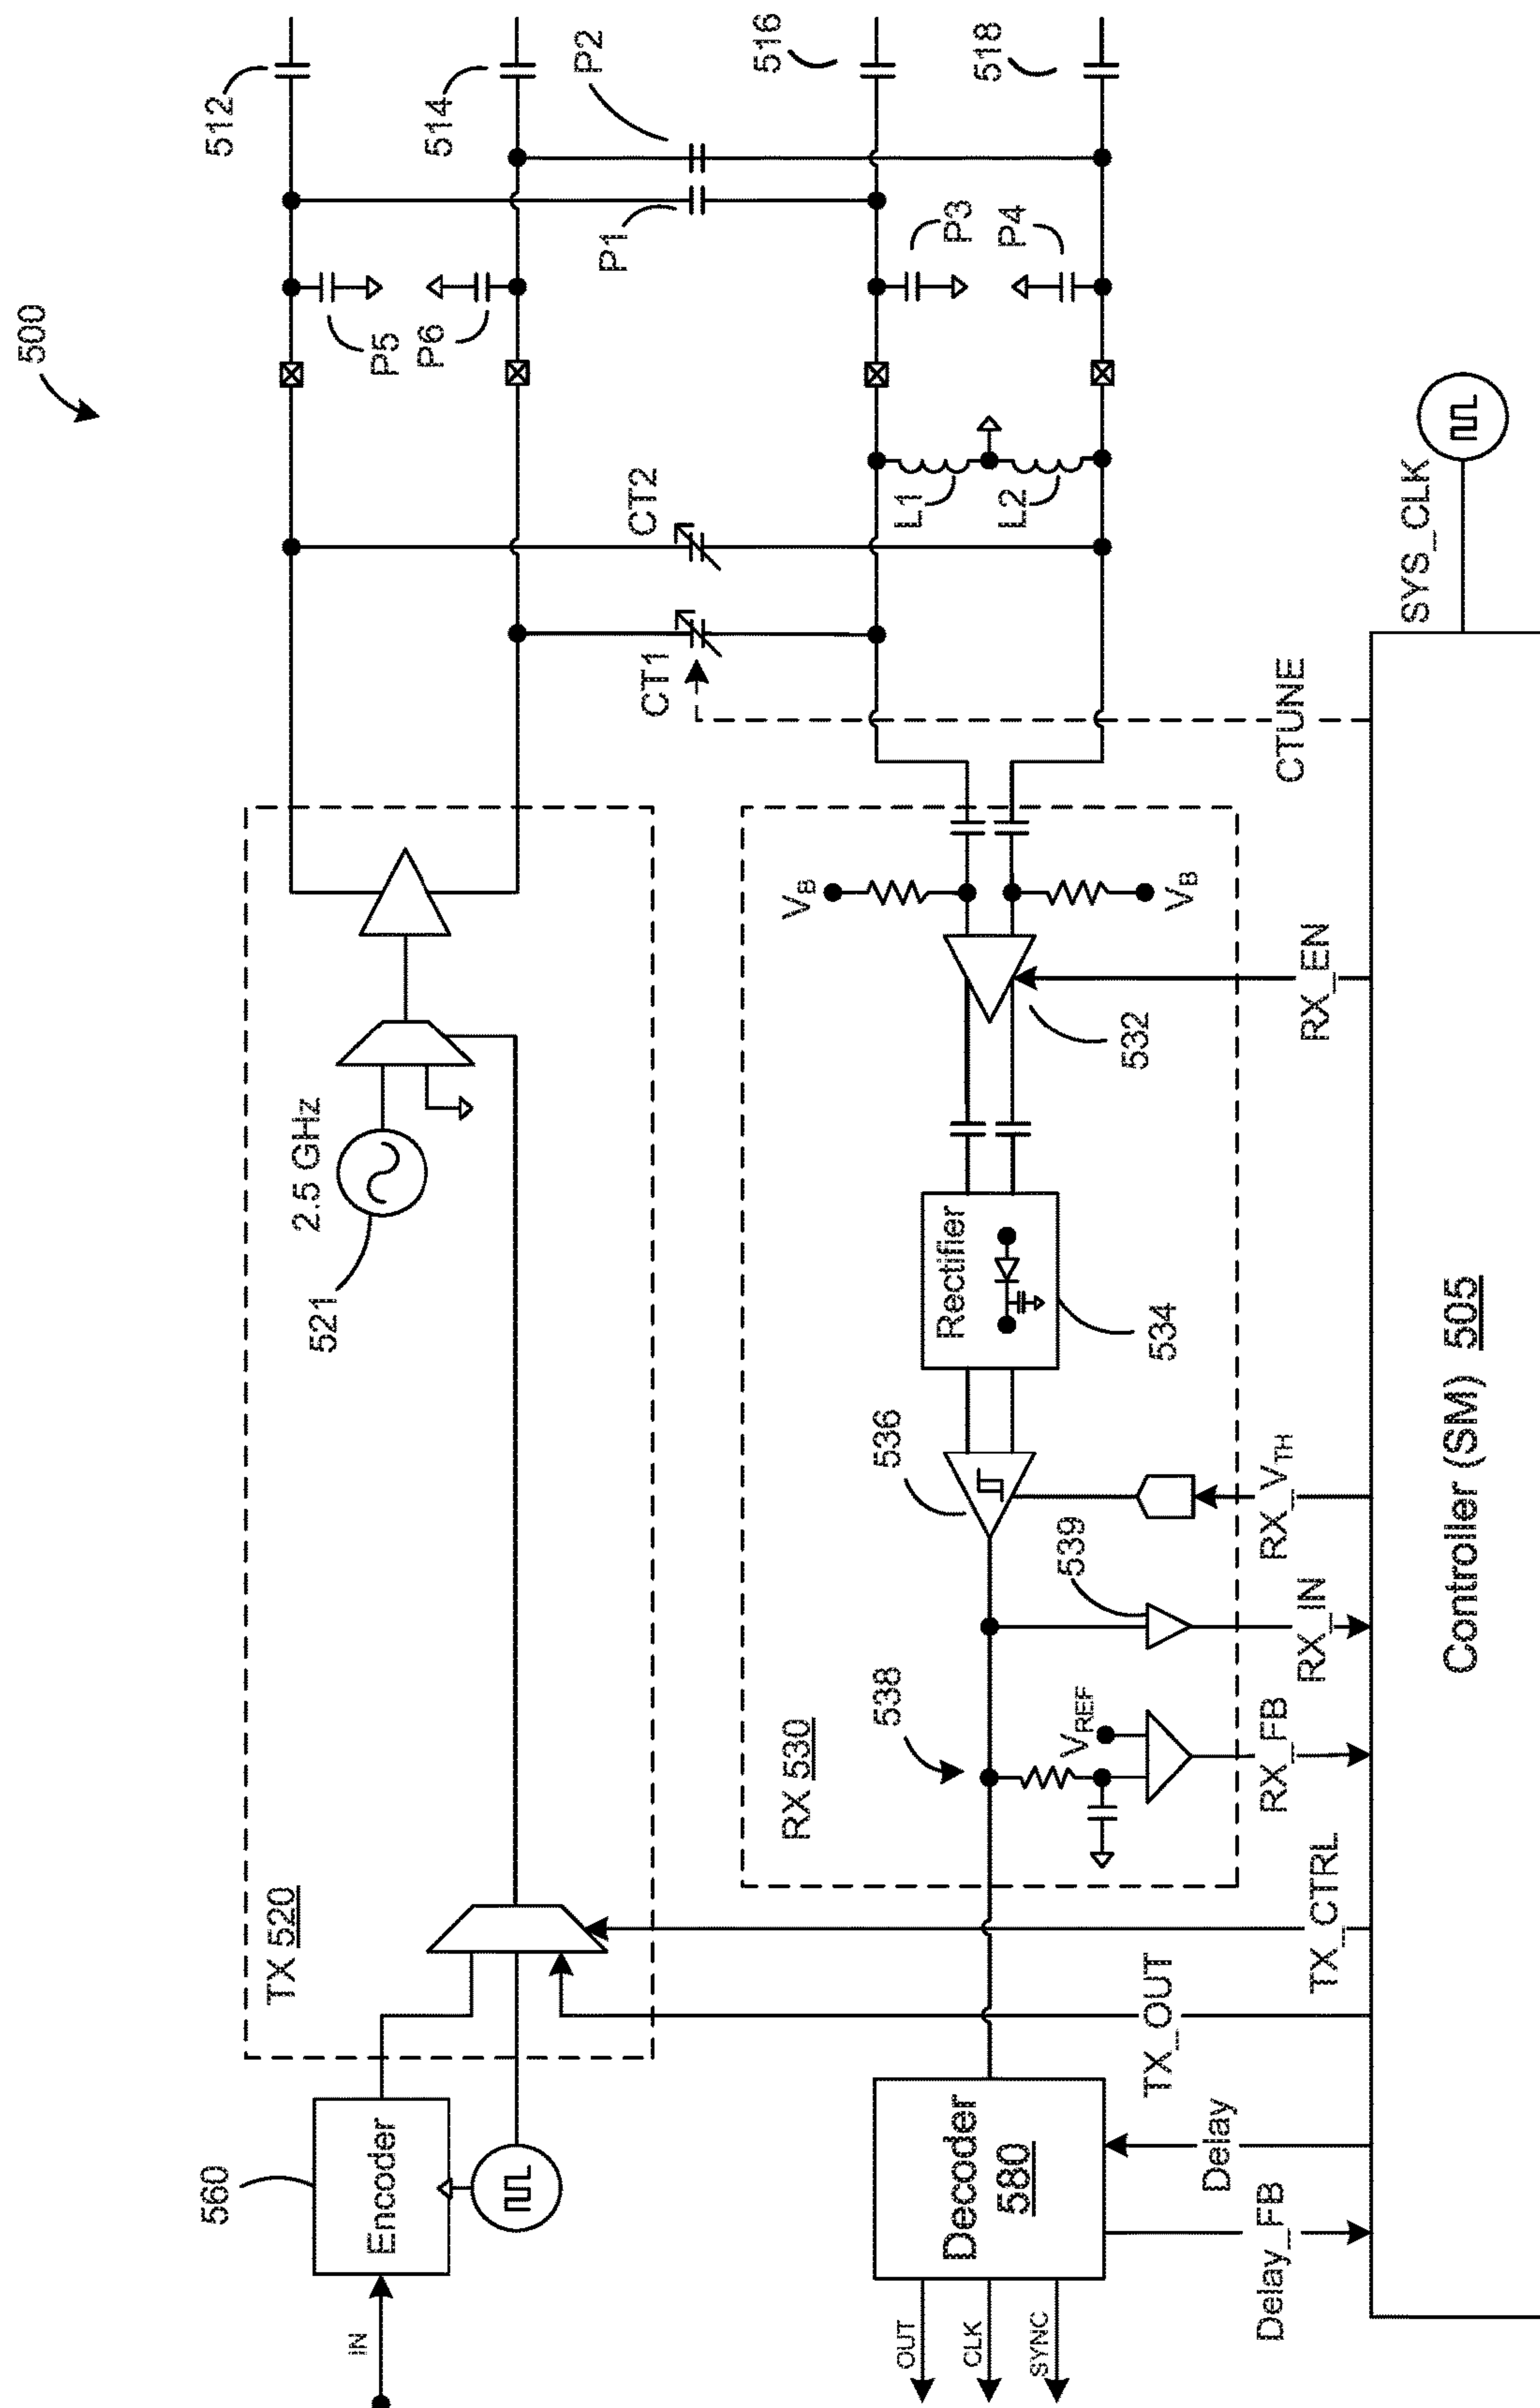 500
512
514
P2
516
518
P1
P3
P4
P5
P6
CT2
L1
L2
CT1
SYS_CLK
CTUNE
VB
VB
RX_EN
532
2.5 GHz
521
Rectifier
534
536
RX_VTH
539
RX_IN
538
VREF
RX_FB
RX 530
TX 520
TX_CTRL
TX_OUT
Controller (SM) 505
560
Encoder
Decoder
580
Delay
Delay_FB
IN
OUT
CLK
SYNC